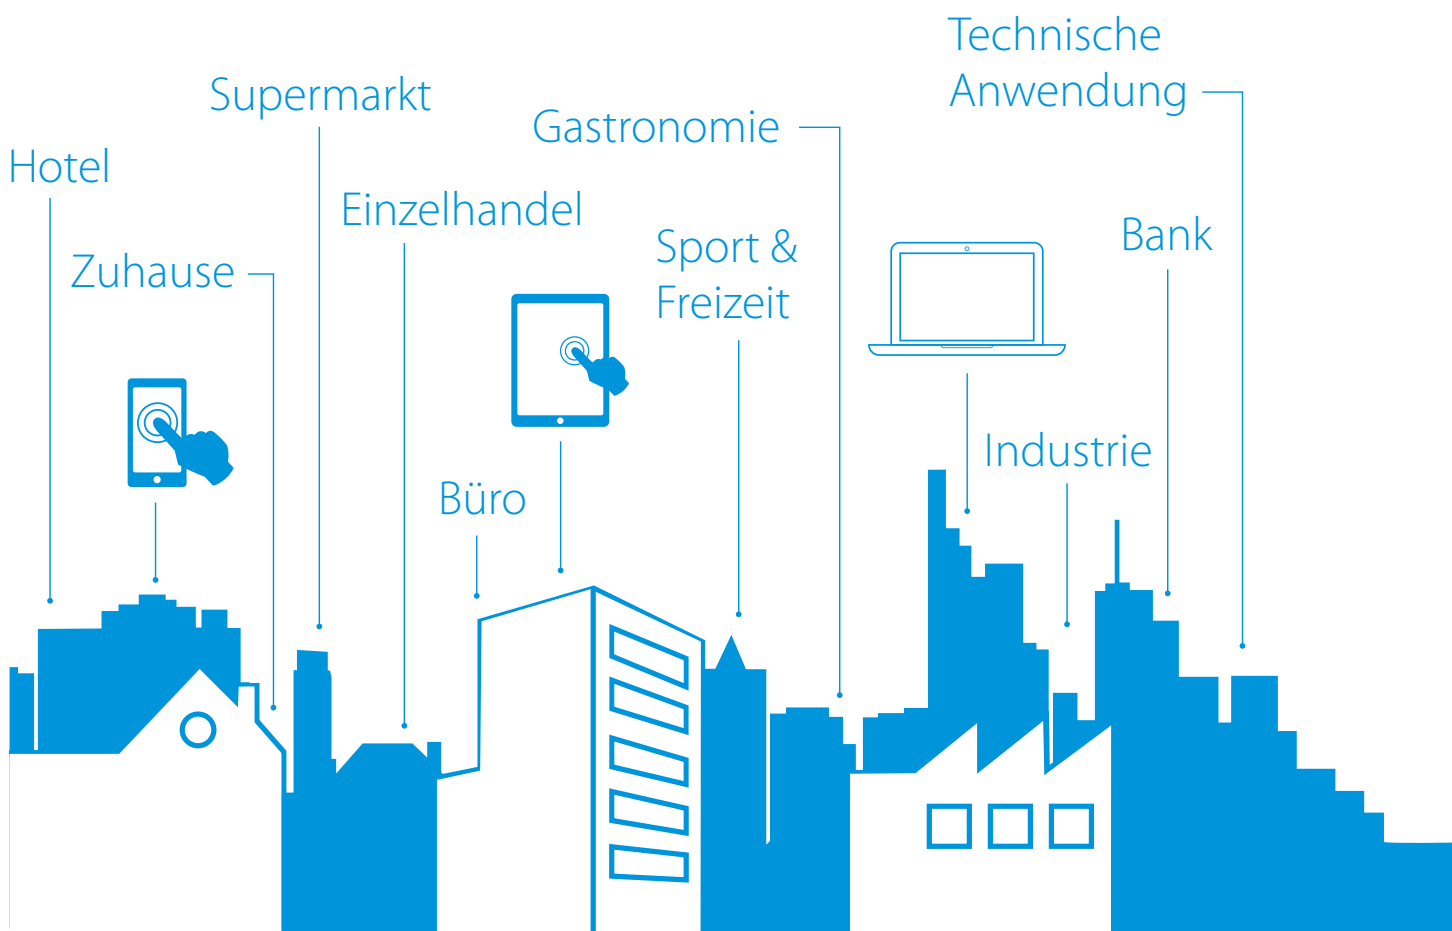 Technische
Anwendung
Supermarkt
Gastronomie
Hotel
Einzelhandel
Sport &
Freizeit
Bank
Zuhause
Industrie
Büro